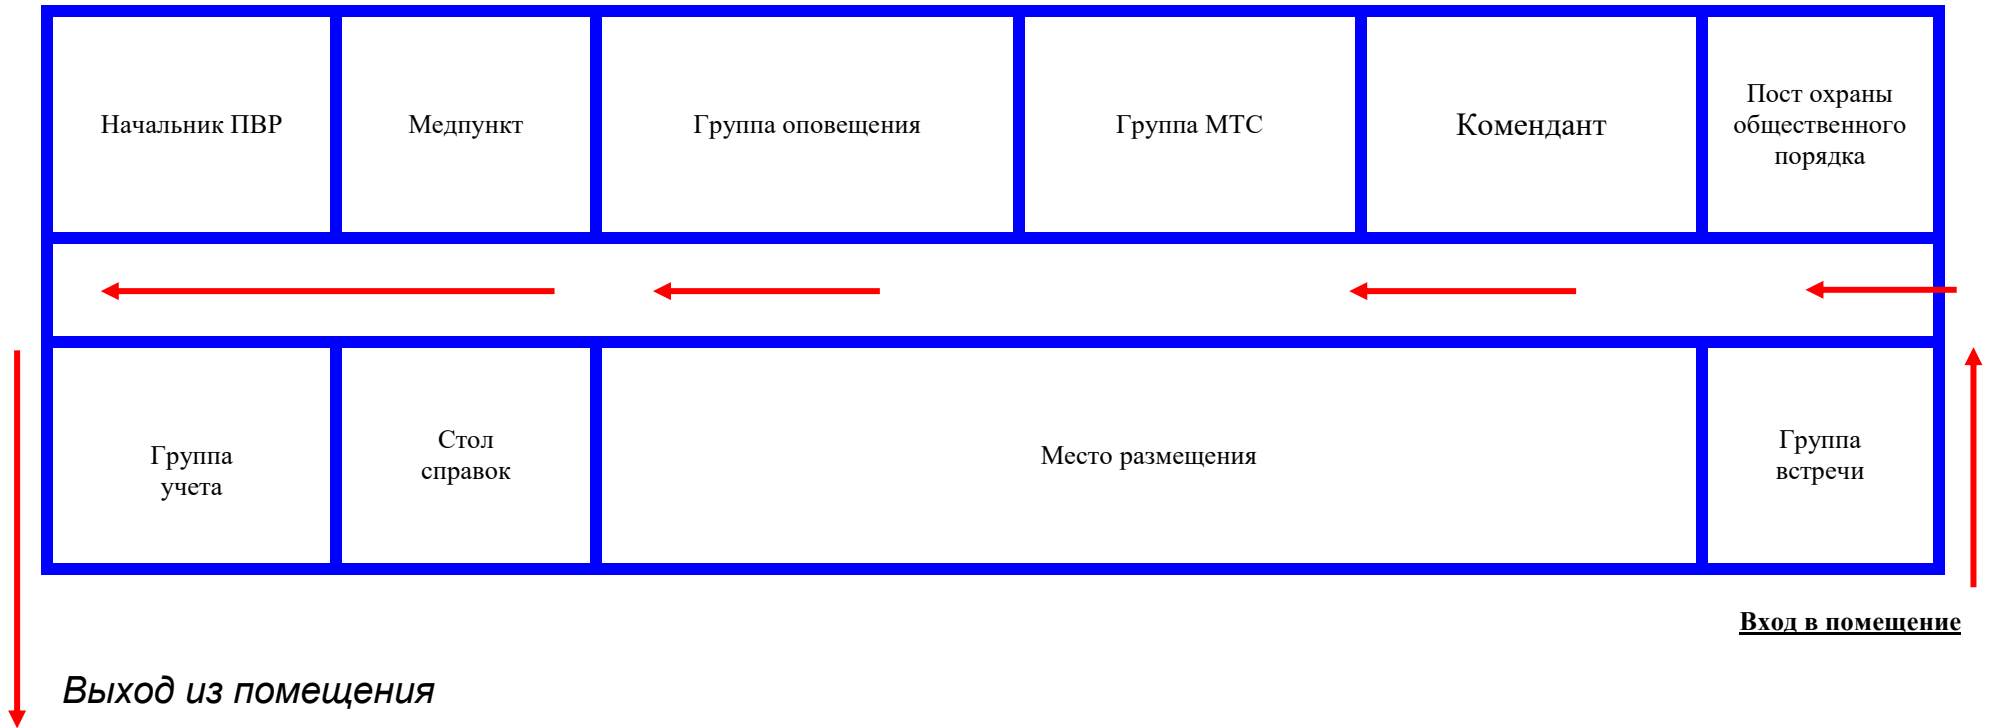 Начальник ПВР
Медпункт
Группа оповещения
Группа МТС
Комендант
Пост охраны
общественного
порядка
Группа
учета
Стол
справок
Место размещения
Группа
встречи
Вход в помещение
Выход из помещения